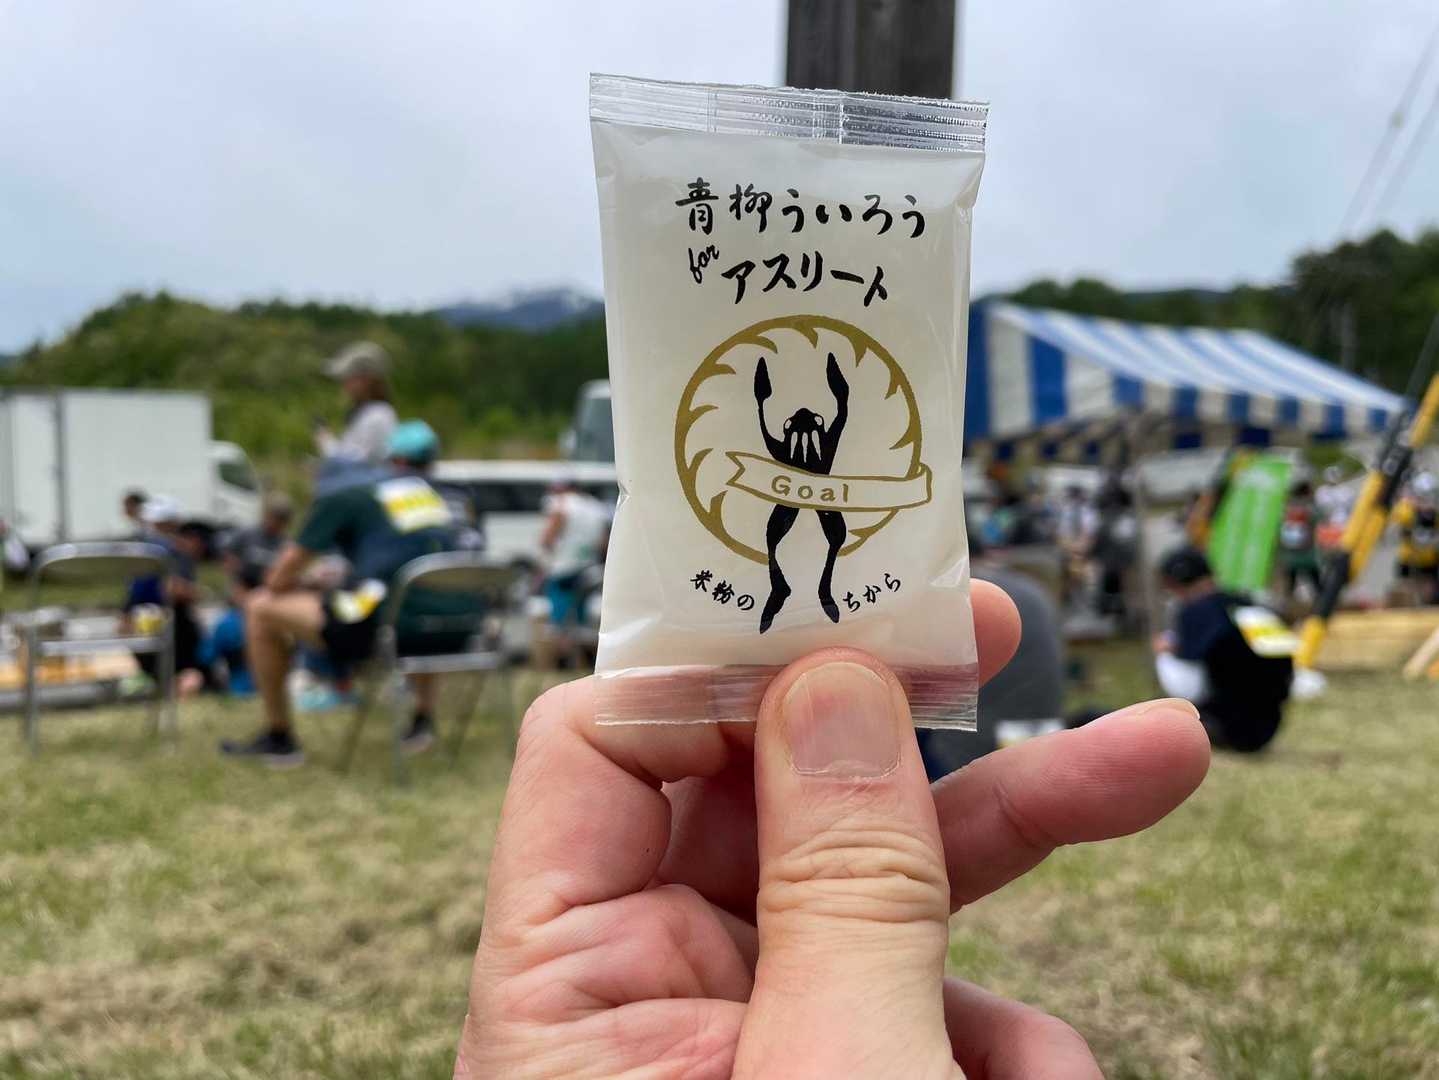 青柳ういろう
for アスリート
Goal
米粉の ちから